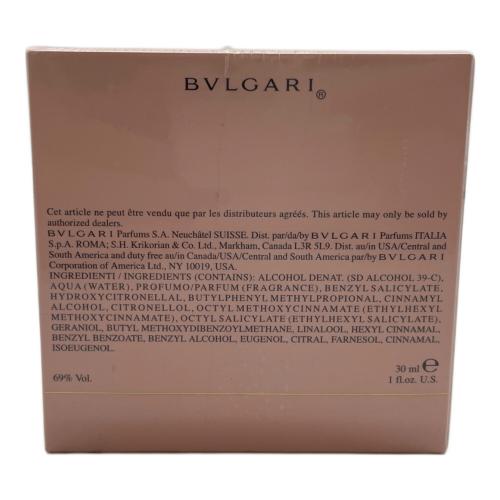 BVLGARI®
Cet article ne peut être vendu que par les distributeurs agréés. This article may only be sold by
authorized dealers.
BVLGARI Parfums S.A. Neuchâtel SUISSE. Dist. par/da/by BVLGARI Parfums ITALIA
S.p.A. ROMA; S.H. Krikorian & Co. Ltd., Markham, Canada L3R 5L9. Dist. au/in USA/Central and
South America and duty free au/in Canada/USA/Central and South America par/by BVLGARI
Corporation of America Ltd., NY 10019, USA.
INGREDIENTI / INGREDIENTS (CONTAINS): ALCOHOL DENAT. (SD ALCOHOL 39-C),
AQUA (WATER), PROFUMO/PARFUM (FRAGRANCE), BENZYL SALICYLATE,
HYDROXYCITRONELLAL, BUTYLPHENYL METHYLPROPIONAL, CINNAMYL
ALCOHOL, CITRONELLOL, OCTYL METHOXYCINNAMATE (ETHYLHEXYL
METHOXYCINNAMATE), OCTYL SALICYLATE (ETHYLHEXYL SALICYLATE),
GERANIOL, BUTYL METHOXYDIBENZOYLMETHANE, LINALOOL, HEXYL CINNAMAL,
BENZYL BENZOATE, BENZYL ALCOHOL, EUGENOL, CITRAL, FARNESOL, CINNAMAL,
ISOEUGENOL.
69% Vol.
30 ml ℮
1 fl.oz. U.S.